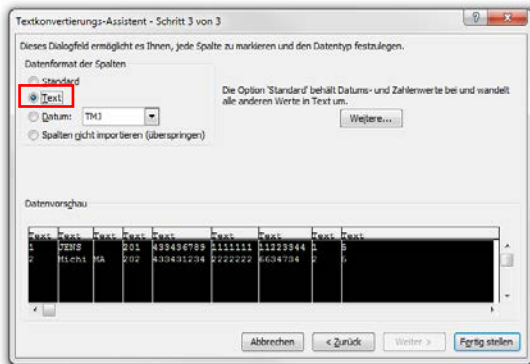 Textkonvertierungs-Assistent - Schritt 3 von 3
Dieses Dialogfeld ermöglicht es Ihnen, jede Spalte zu markieren und den Datentyp festzulegen.
Datenformat der Spalten
Standard
Text
Datum: TMJ
Spalten nicht importieren (überspringen)
Die Option 'Standard' behält Datums- und Zahlenwerte bei und wandelt
alle anderen Werte in Text um.
Weitere...
Datenvorschau
Text Text Text Text Text Text Text Text Text
1 JENS 201 433436789 1111111 11223344 1 5
2 Michi MA 202 433431234 2222222 6634734 2 6
Abbrechen < Zurück Weiter > Fertig stellen